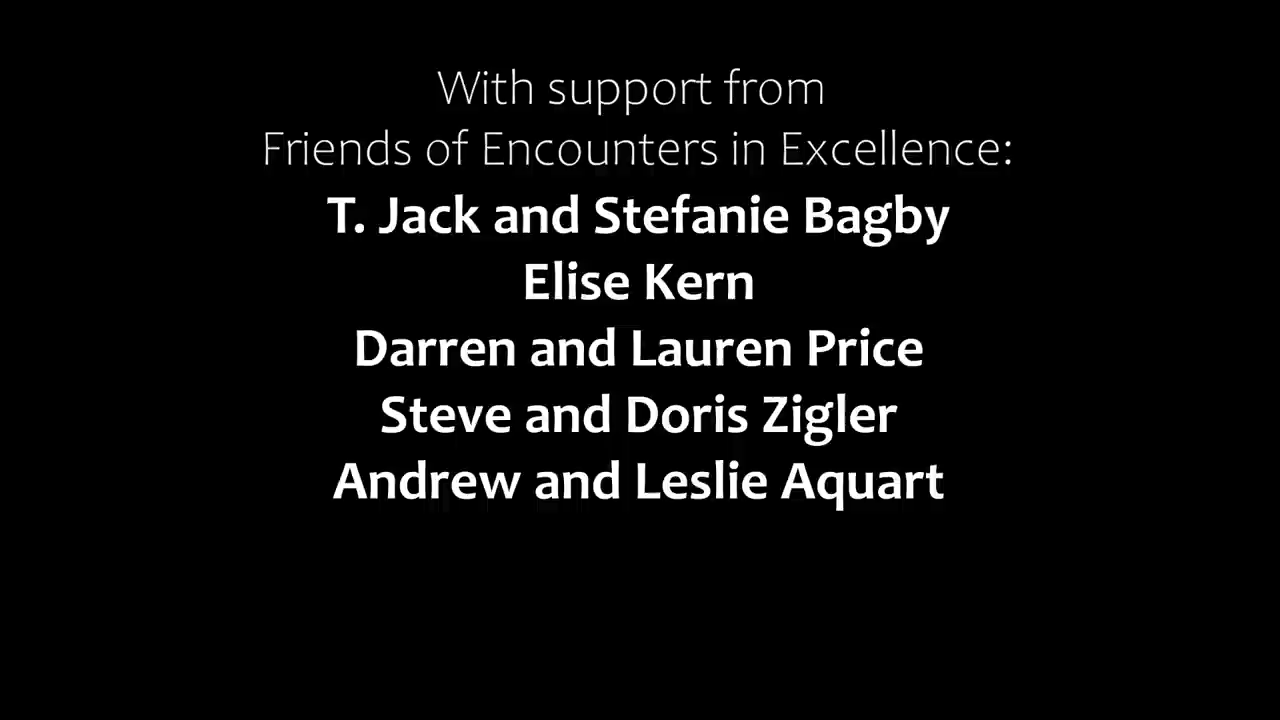 With support from
Friends of Encounters in Excellence:
T. Jack and Stefanie Bagby
Elise Kern
Darren and Lauren Price
Steve and Doris Zigler
Andrew and Leslie Aquart